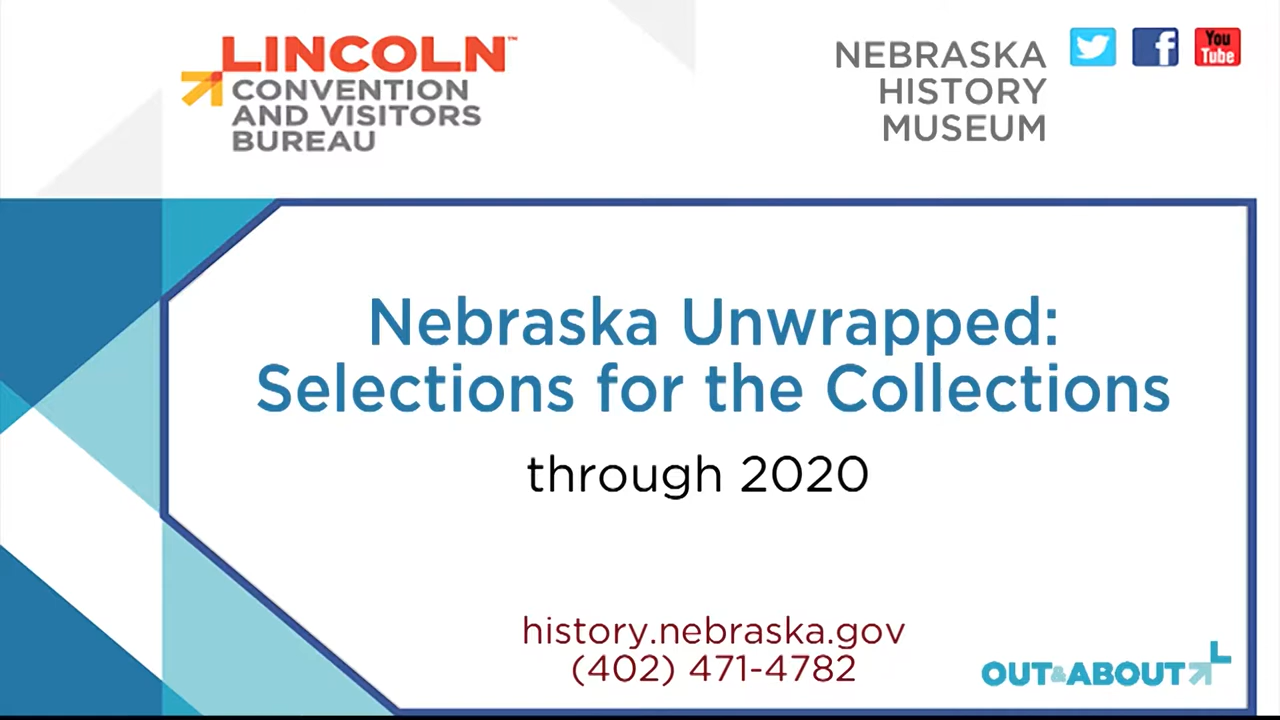 LINCOLN™
CONVENTION
AND VISITORS
BUREAU
NEBRASKA
HISTORY
MUSEUM
You
Tube
Nebraska Unwrapped:
Selections for the Collections
through 2020
history.nebraska.gov
(402) 471-4782
OUT&ABOUT L